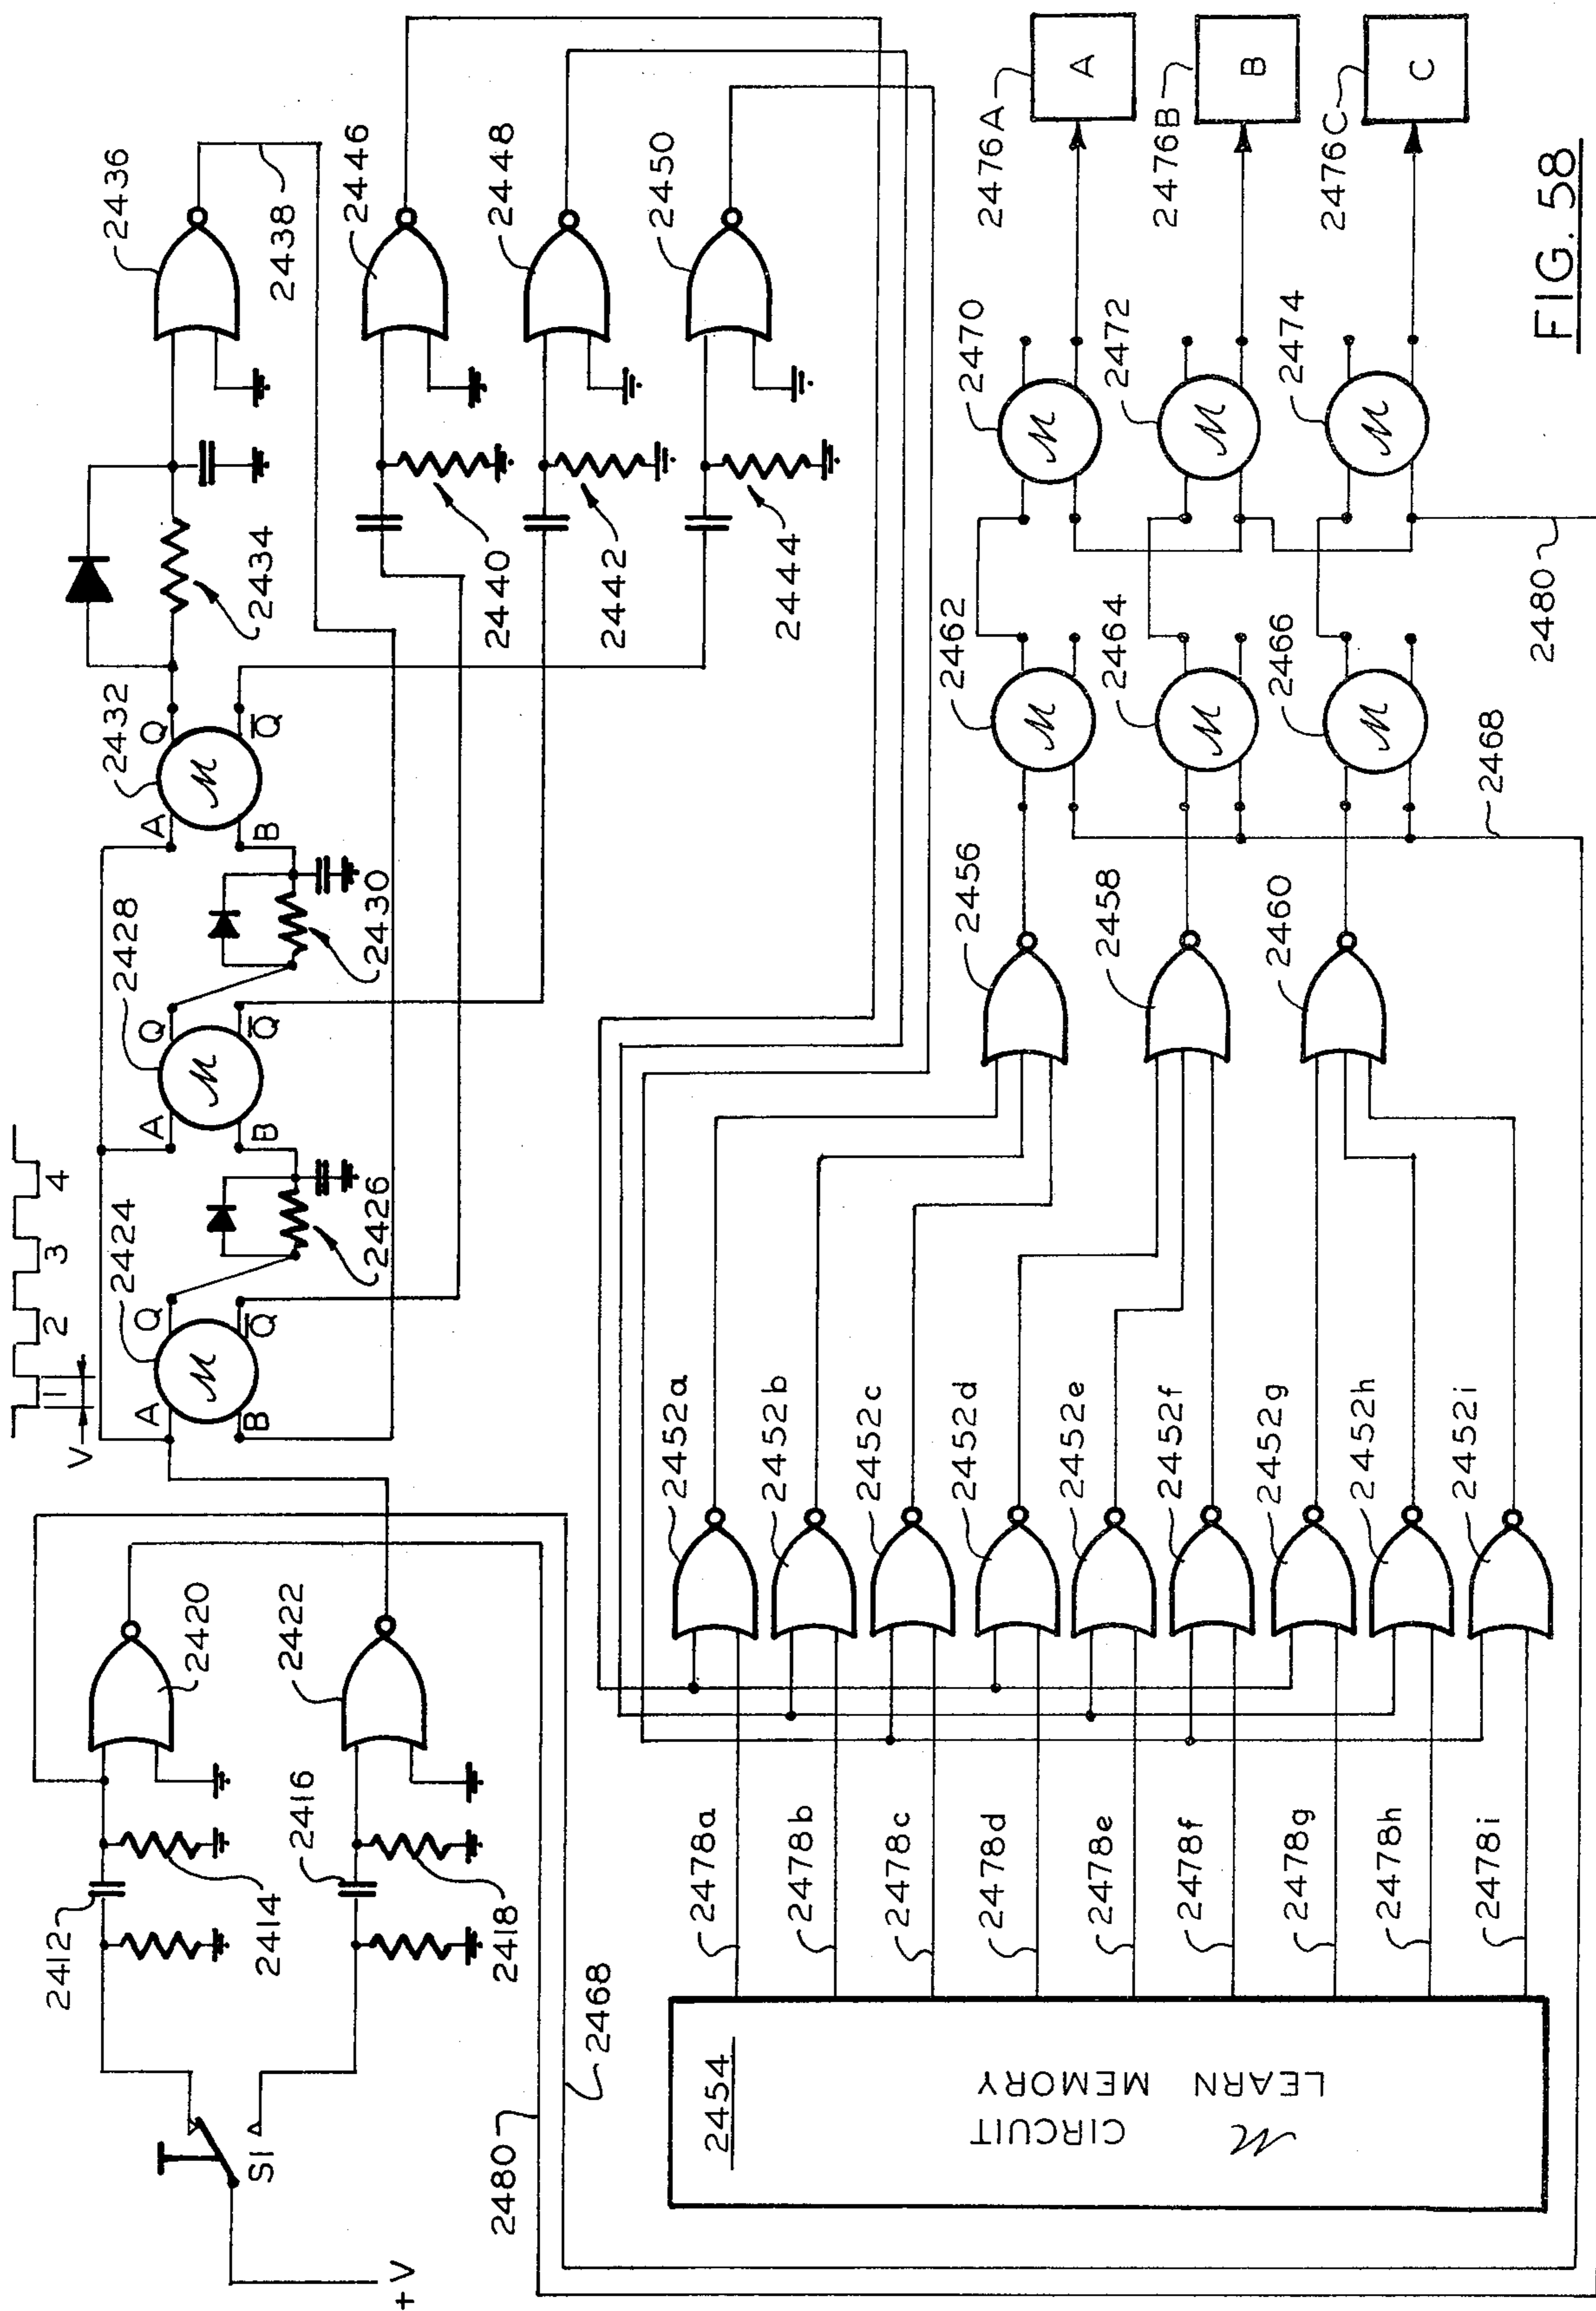 1
2
3
4
V
2424
2428
2432
2436
A
Q
A
Q
A
Q
B
Q̅
B
Q̅
B
Q̅
2426
2430
2434
2438
2412
2414
2420
2416
2418
2422
S1
+V
2480
2468
2440
2442
2444
2446
2448
2450
2454
M CIRCUIT
LEARN MEMORY
2478a
2478b
2478c
2478d
2478e
2478f
2478g
2478h
2478i
2452a
2452b
2452c
2452d
2452e
2452f
2452g
2452h
2452i
2456
2458
2460
2462
2464
2466
2468
2470
2472
2474
2480
2476A
2476B
2476C
A
B
C
M
M
M
M
M
M
M
M
M
FIG. 58